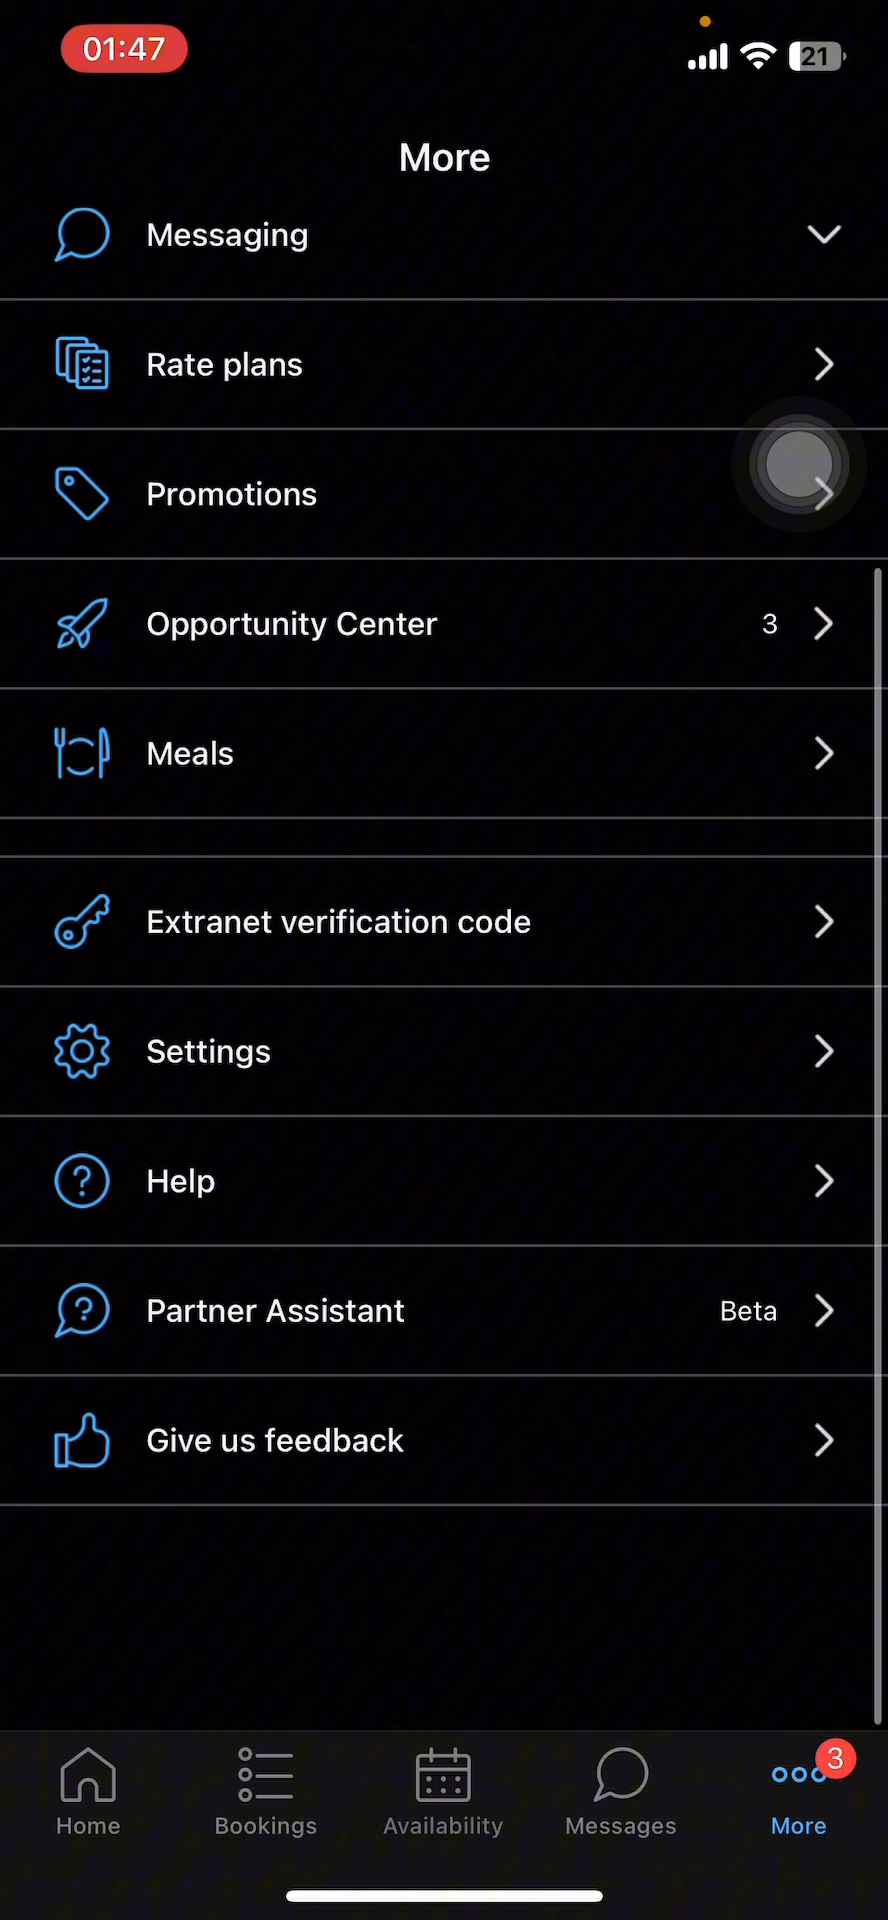 01:47
21
More
Messaging
Rate plans
Promotions
Opportunity Center 3
Meals
Extranet verification code
Settings
Help
Partner Assistant Beta
Give us feedback
3
Home Bookings Availability Messages More